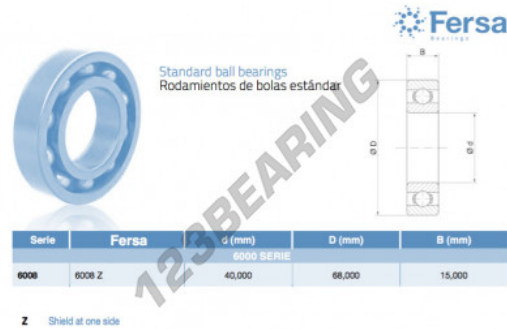 Fersa
Bearings
Standard ball bearings
Rodamientos de bolas estándar
B
Ø D
Ø d
123BEARING
Serie Fersa d (mm) D (mm) B (mm)
6000 SERIE
6008 6008 Z 40,000 68,000 15,000
Z Shield at one side